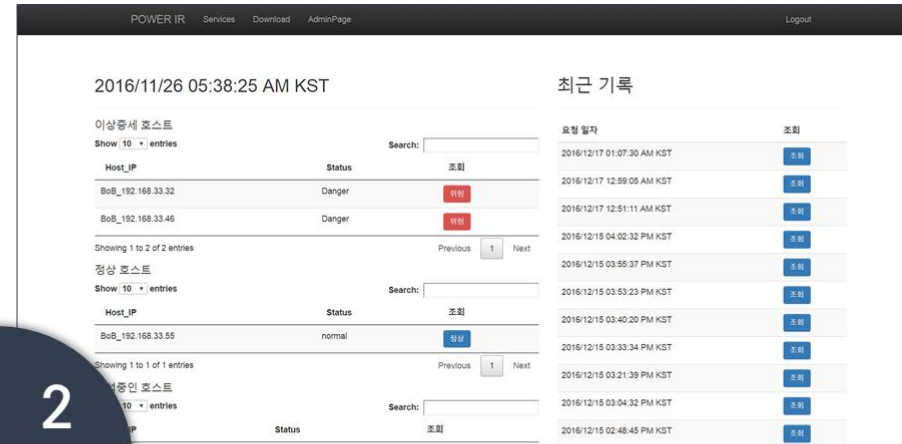 POWER IR Services Download AdminPage Logout
2016/11/26 05:38:25 AM KST
이상증세 호스트
Show 10 entries Search:
Host_IP Status 조회
BoB_192.168.33.32 Danger 위험
BoB_192.168.33.46 Danger 위험
Showing 1 to 2 of 2 entries Previous 1 Next
정상 호스트
Show 10 entries Search:
Host_IP Status 조회
BoB_192.168.33.55 normal 정상
Showing 1 to 1 of 1 entries Previous 1 Next
호스트
10 entries Search:
Status 조회
2
최근 기록
요청 일자 조회
2016/12/17 01:07:30 AM KST 조회
2016/12/17 12:59:05 AM KST 조회
2016/12/17 12:51:11 AM KST 조회
2016/12/15 04:02:32 PM KST 조회
2016/12/15 03:55:37 PM KST 조회
2016/12/15 03:53:23 PM KST 조회
2016/12/15 03:40:20 PM KST 조회
2016/12/15 03:33:34 PM KST 조회
2016/12/15 03:21:39 PM KST 조회
2016/12/15 03:04:32 PM KST 조회
2016/12/15 02:48:45 PM KST 조회